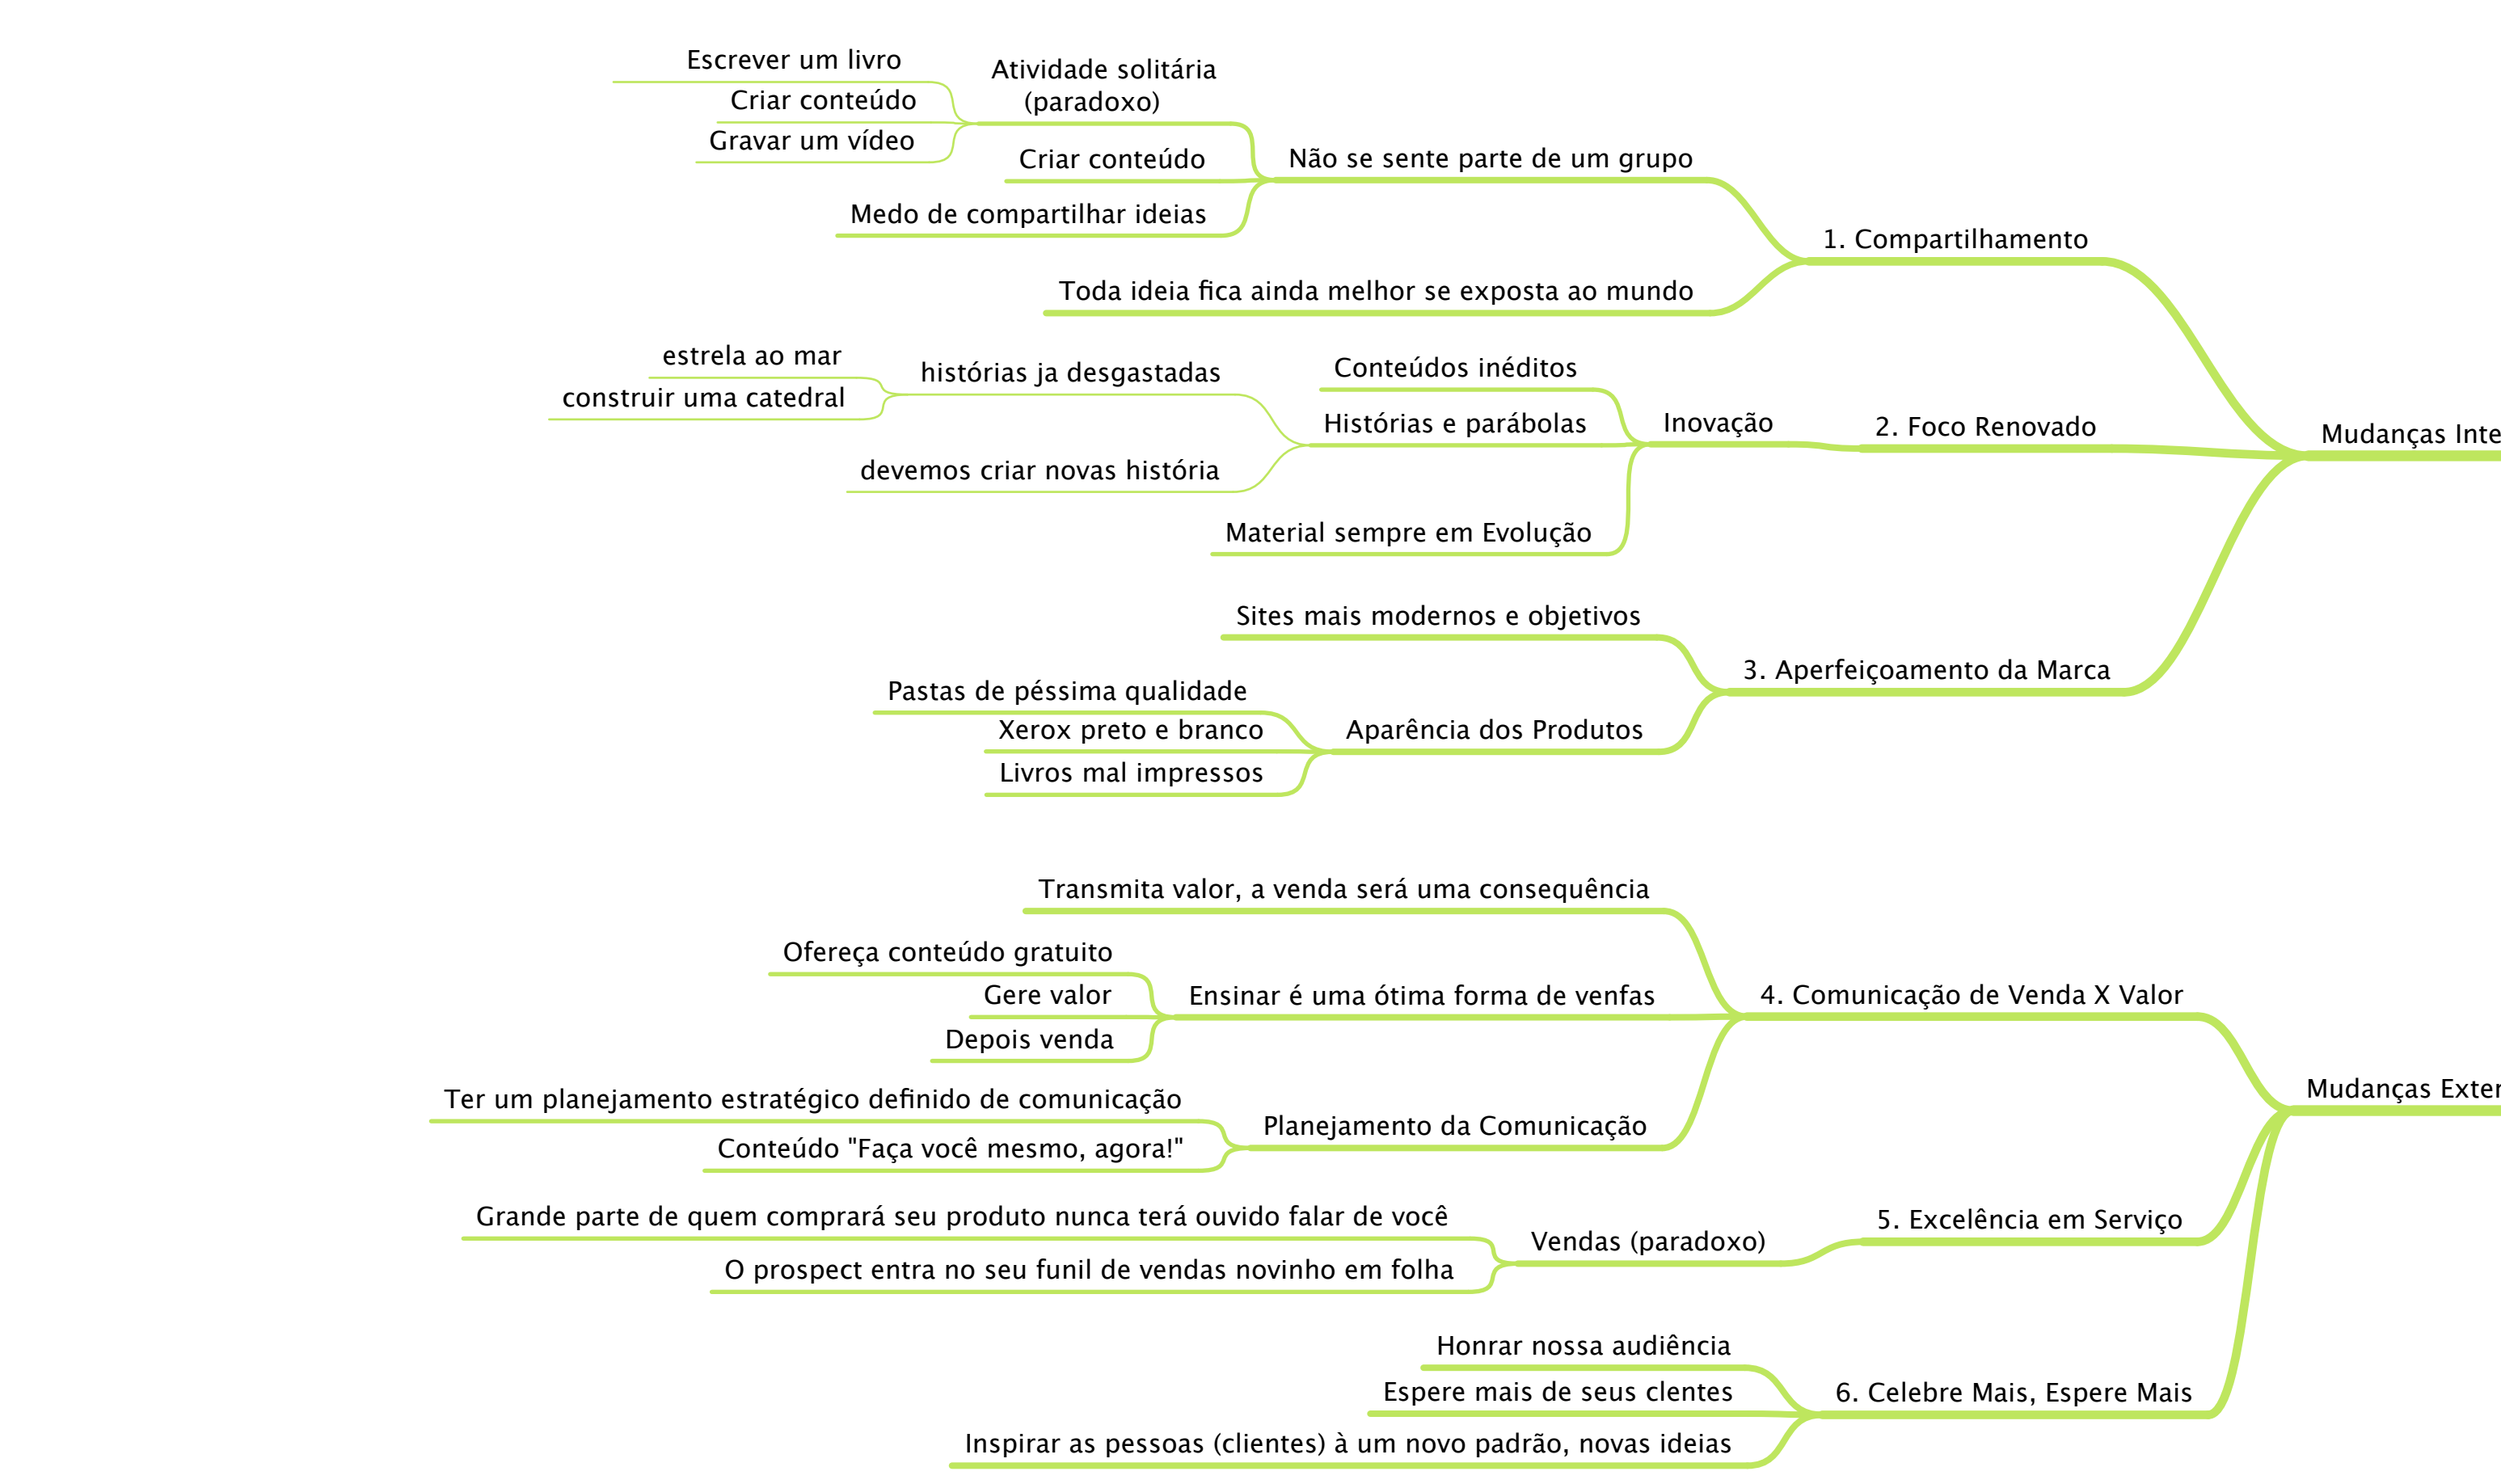 Escrever um livro
Criar conteúdo
Gravar um vídeo
Atividade solitária
(paradoxo)
Criar conteúdo
Medo de compartilhar ideias
Não se sente parte de um grupo
Toda ideia fica ainda melhor se exposta ao mundo
1. Compartilhamento
estrela ao mar
construir uma catedral
histórias ja desgastadas
devemos criar novas história
Conteúdos inéditos
Histórias e parábolas
Material sempre em Evolução
Inovação
2. Foco Renovado
Sites mais modernos e objetivos
Pastas de péssima qualidade
Xerox preto e branco
Livros mal impressos
Aparência dos Produtos
3. Aperfeiçoamento da Marca
Mudanças Inte
Transmita valor, a venda será uma consequência
Ofereça conteúdo gratuito
Gere valor
Depois venda
Ensinar é uma ótima forma de venfas
Ter um planejamento estratégico definido de comunicação
Conteúdo "Faça você mesmo, agora!"
Planejamento da Comunicação
4. Comunicação de Venda X Valor
Grande parte de quem comprará seu produto nunca terá ouvido falar de você
O prospect entra no seu funil de vendas novinho em folha
Vendas (paradoxo)
5. Excelência em Serviço
Honrar nossa audiência
Espere mais de seus clentes
Inspirar as pessoas (clientes) à um novo padrão, novas ideias
6. Celebre Mais, Espere Mais
Mudanças Exter